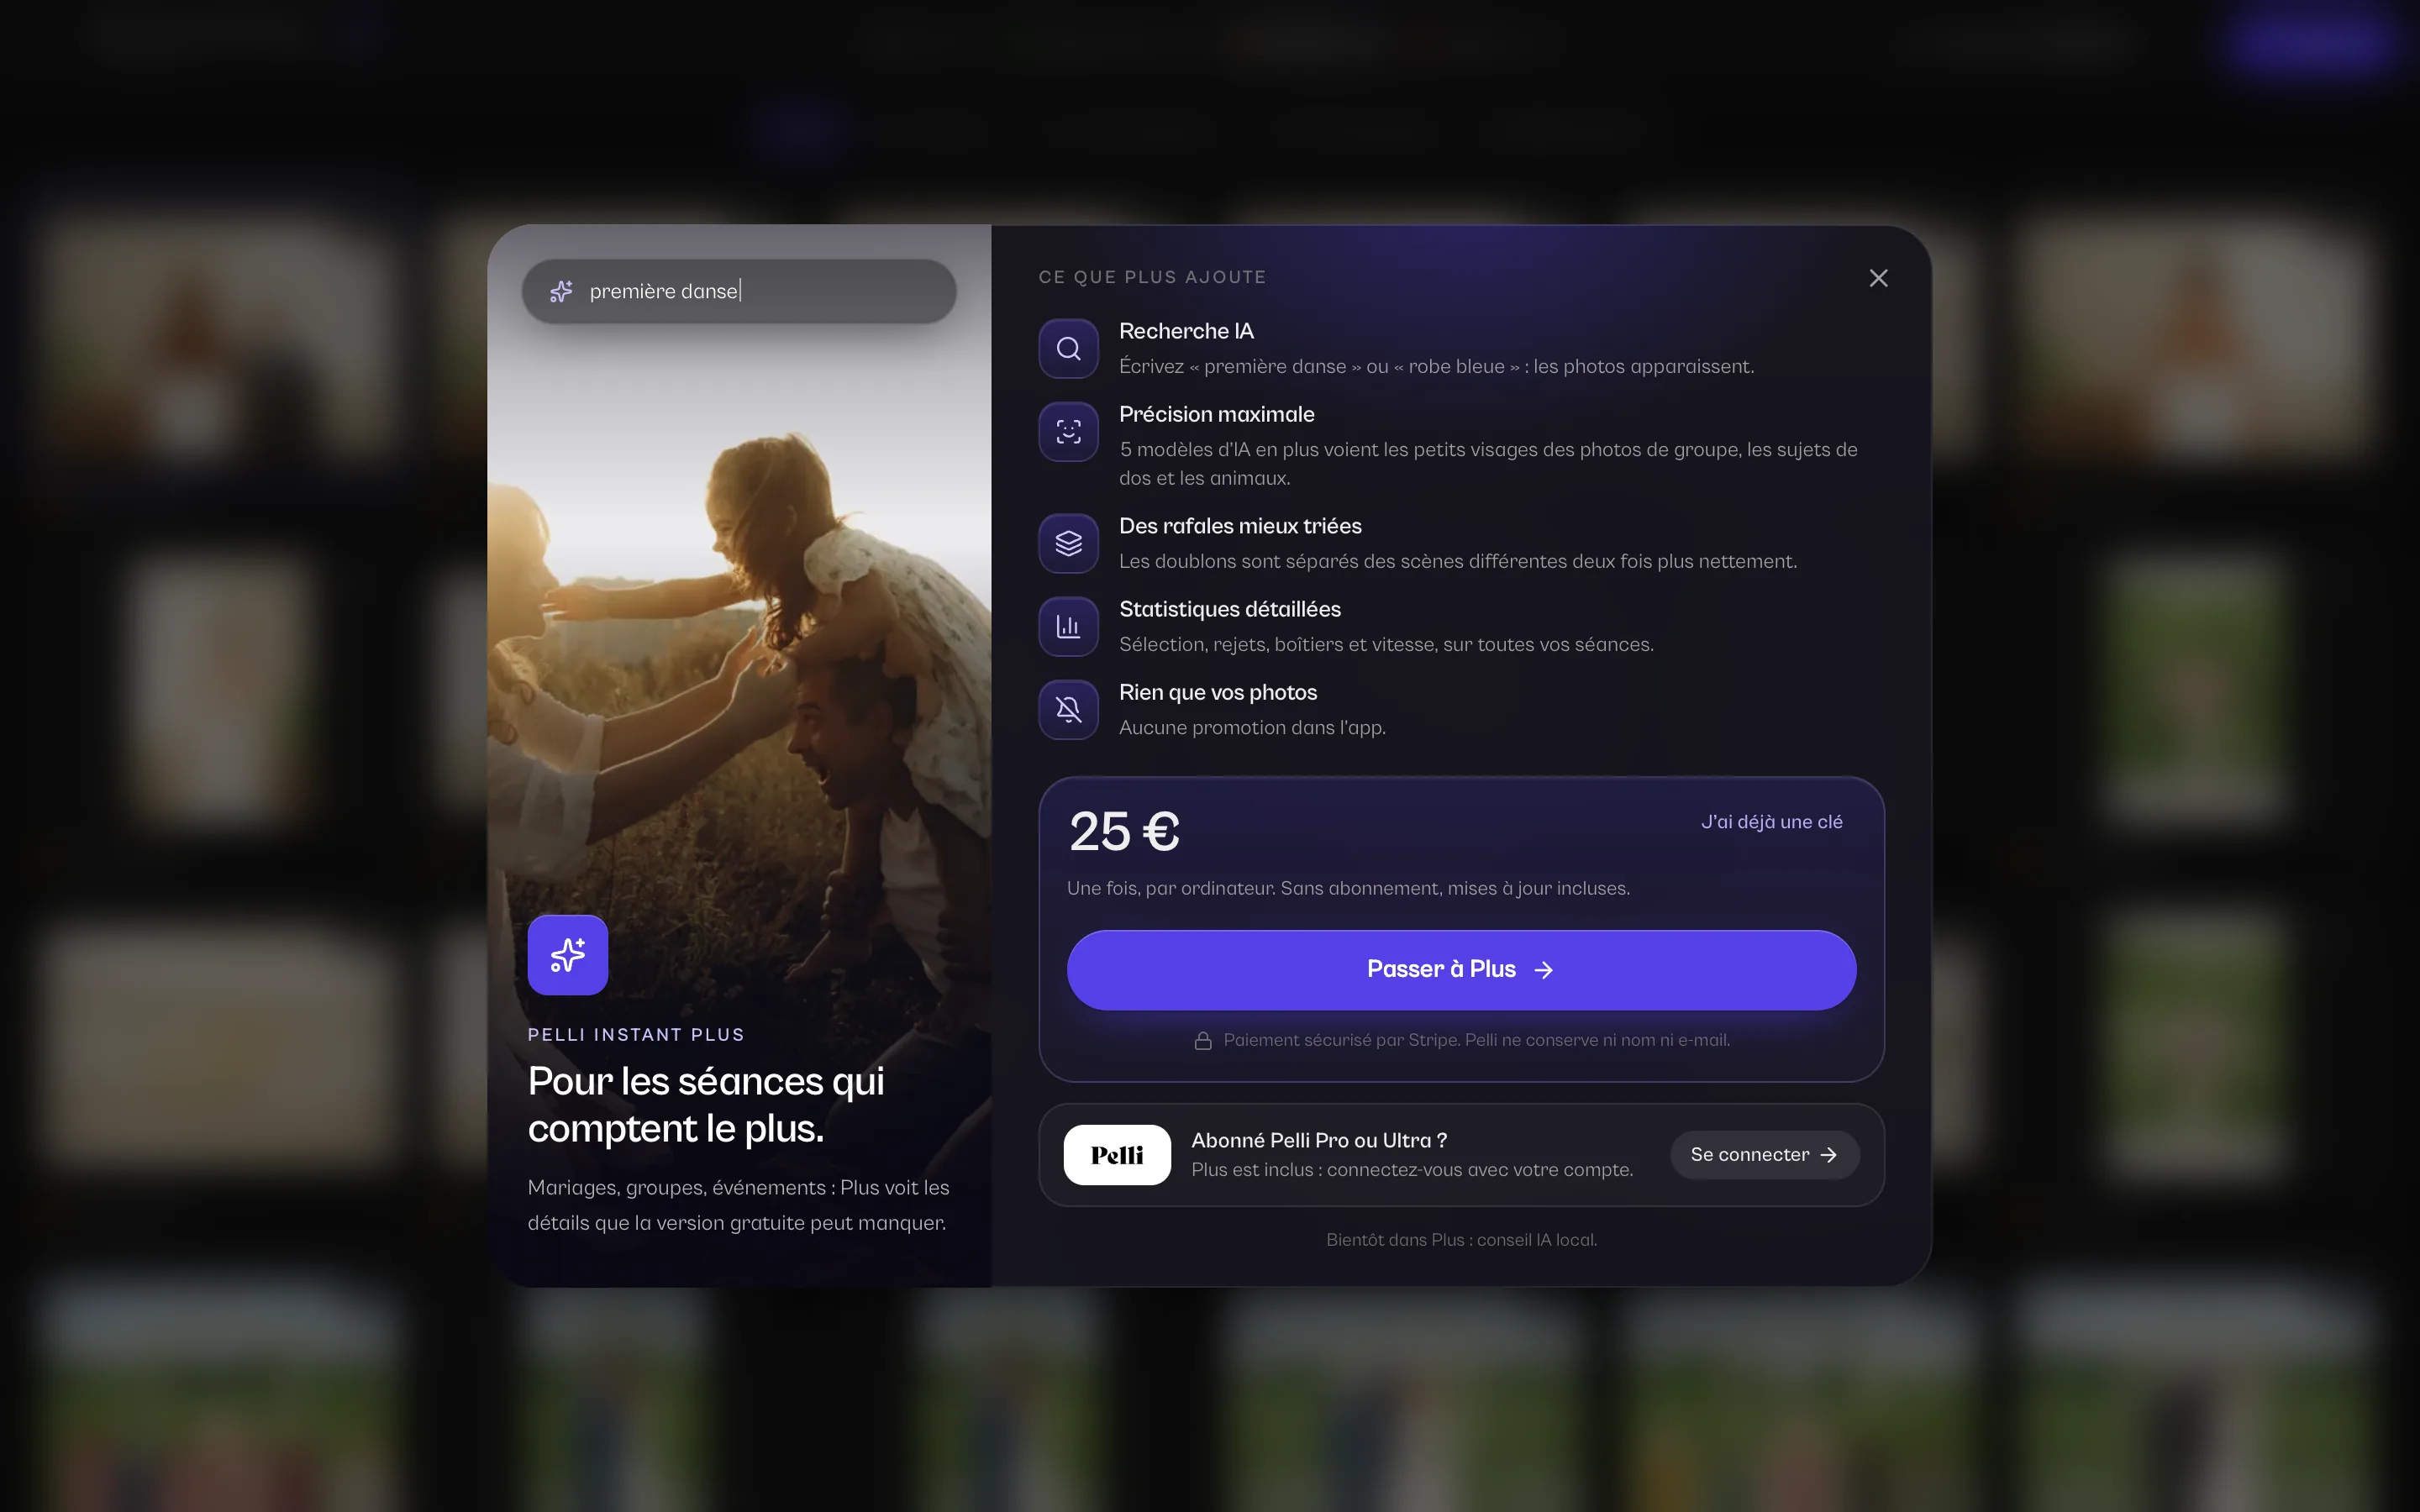 première danse
PELLI INSTANT PLUS
Pour les séances qui
comptent le plus.
Mariages, groupes, événements : Plus voit les
détails que la version gratuite peut manquer.
CE QUE PLUS AJOUTE
Recherche IA
Écrivez « première danse » ou « robe bleue » : les photos apparaissent.
Précision maximale
5 modèles d'IA en plus voient les petits visages des photos de groupe, les sujets de
dos et les animaux.
Des rafales mieux triées
Les doublons sont séparés des scènes différentes deux fois plus nettement.
Statistiques détaillées
Sélection, rejets, boîtiers et vitesse, sur toutes vos séances.
Rien que vos photos
Aucune promotion dans l'app.
25 €
J'ai déjà une clé
Une fois, par ordinateur. Sans abonnement, mises à jour incluses.
Passer à Plus
Paiement sécurisé par Stripe. Pelli ne conserve ni nom ni e-mail.
Pelli
Abonné Pelli Pro ou Ultra ?
Plus est inclus : connectez-vous avec votre compte.
Se connecter
Bientôt dans Plus : conseil IA local.